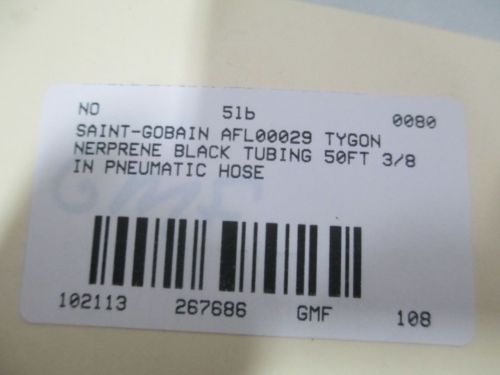 NO 51b 0080
SAINT-GOBAIN AFL00029 TYGON
NERPRENE BLACK TUBING 50FT 3/8
IN PNEUMATIC HOSE
102113 267686 GMF 108